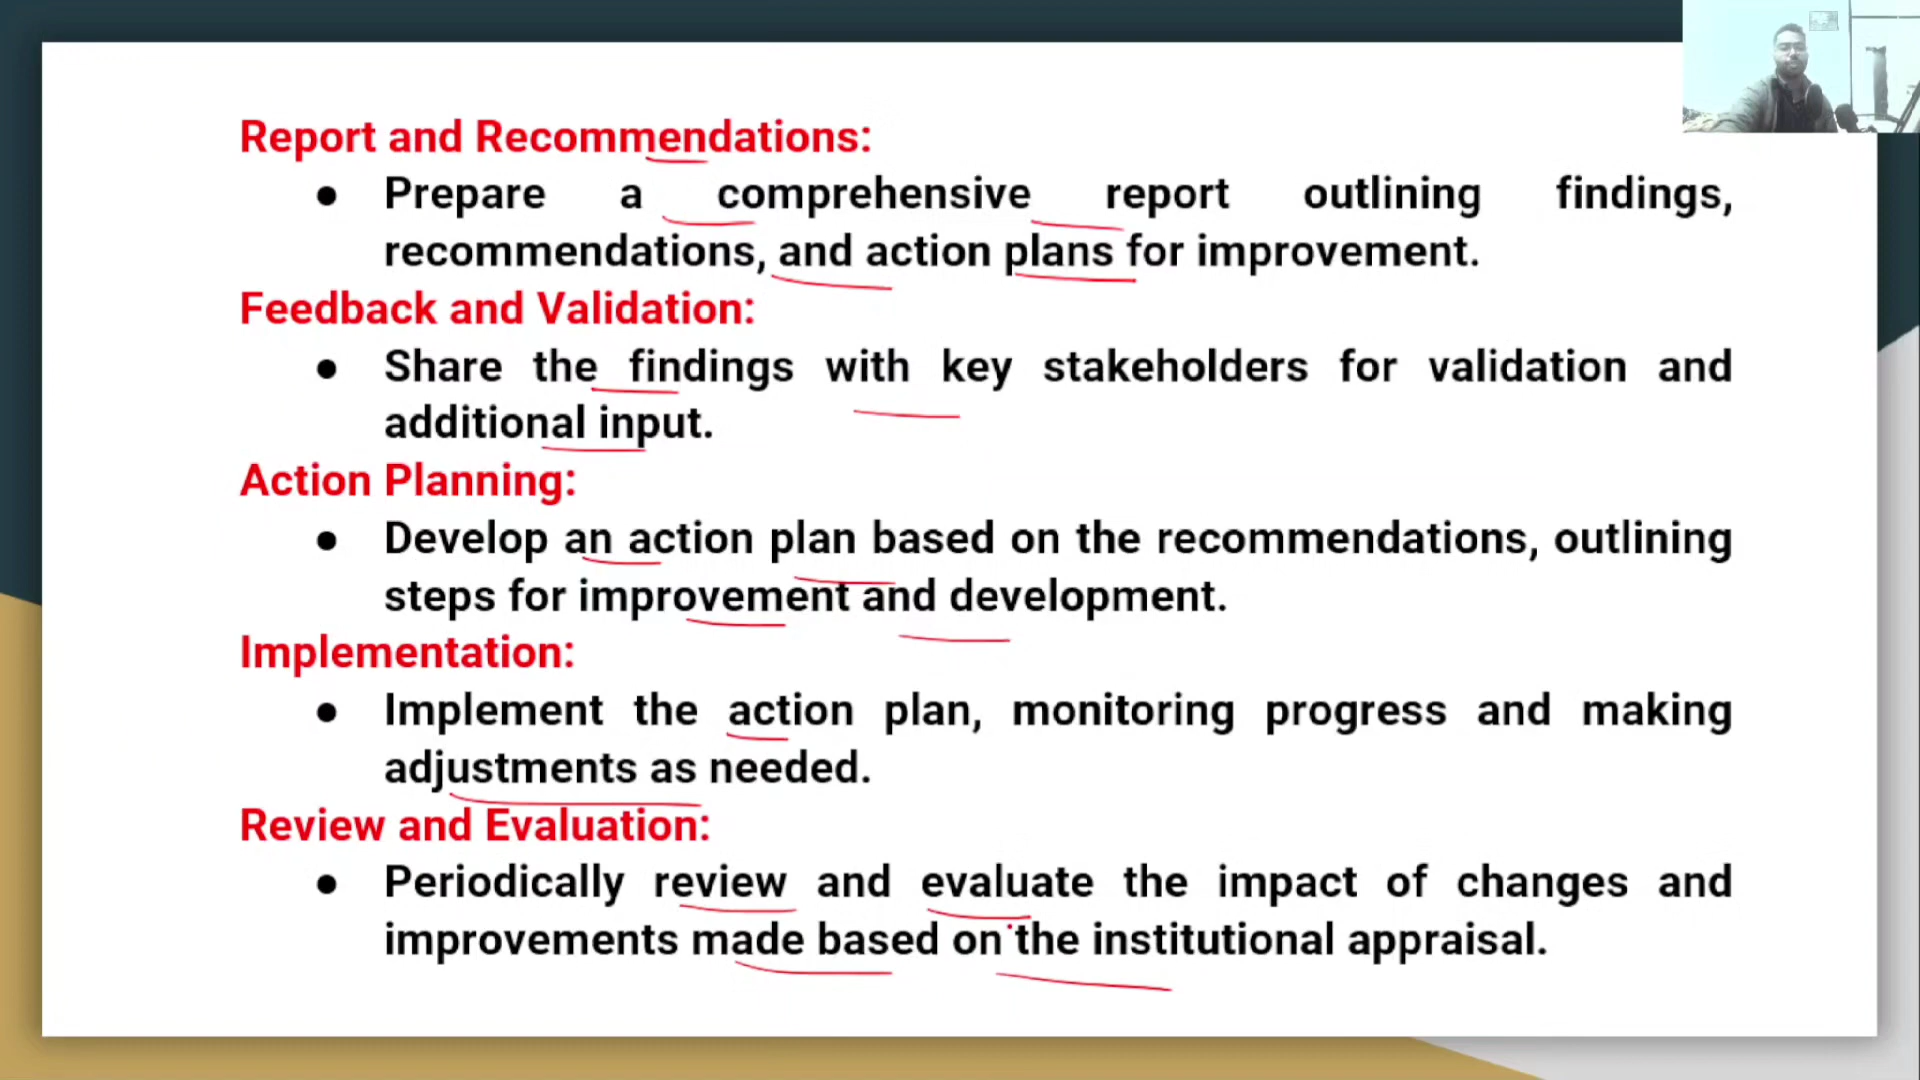 Report and Recommendations:
● Prepare a comprehensive report outlining findings,
recommendations, and action plans for improvement.
Feedback and Validation:
● Share the findings with key stakeholders for validation and
additional input.
Action Planning:
● Develop an action plan based on the recommendations, outlining
steps for improvement and development.
Implementation:
● Implement the action plan, monitoring progress and making
adjustments as needed.
Review and Evaluation:
● Periodically review and evaluate the impact of changes and
improvements made based on the institutional appraisal.